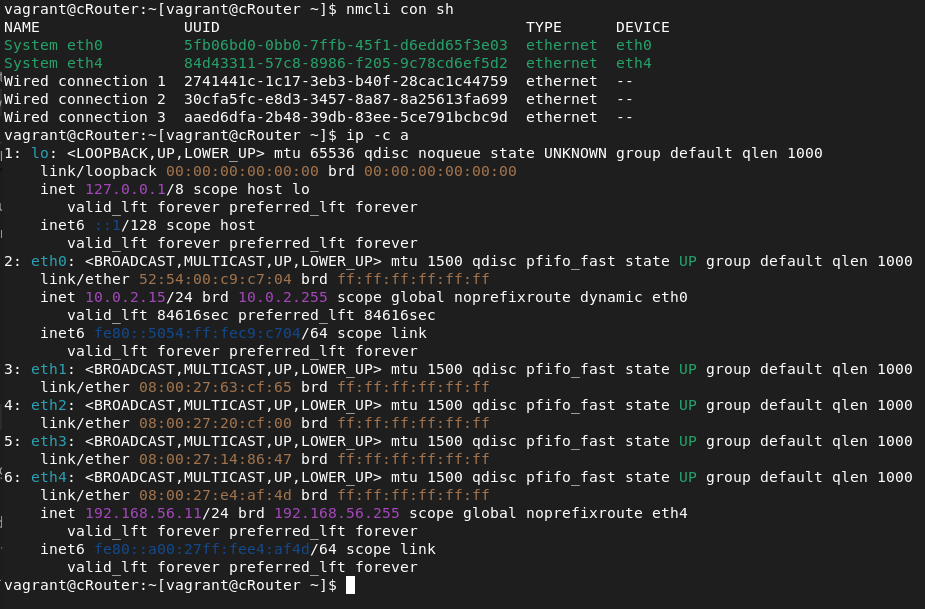 vagrant@cRouter:~[vagrant@cRouter ~]$ nmcli con sh
NAME                UUID                                  TYPE      DEVICE
System eth0         5fb06bd0-0bb0-7ffb-45f1-d6edd65f3e03  ethernet  eth0
System eth4         84d43311-57c8-8986-f205-9c78cd6ef5d2  ethernet  eth4
Wired connection 1  2741441c-1c17-3eb3-b40f-28cac1c44759  ethernet  --
Wired connection 2  30cfa5fc-e8d3-3457-8a87-8a25613fa699  ethernet  --
Wired connection 3  aaed6dfa-2b48-39db-83ee-5ce791bcbc9d  ethernet  --
vagrant@cRouter:~[vagrant@cRouter ~]$ ip -c a
1: lo: <LOOPBACK,UP,LOWER_UP> mtu 65536 qdisc noqueue state UNKNOWN group default qlen 1000
    link/loopback 00:00:00:00:00:00 brd 00:00:00:00:00:00
    inet 127.0.0.1/8 scope host lo
       valid_lft forever preferred_lft forever
    inet6 ::1/128 scope host
       valid_lft forever preferred_lft forever
2: eth0: <BROADCAST,MULTICAST,UP,LOWER_UP> mtu 1500 qdisc pfifo_fast state UP group default qlen 1000
    link/ether 52:54:00:c9:c7:04 brd ff:ff:ff:ff:ff:ff
    inet 10.0.2.15/24 brd 10.0.2.255 scope global noprefixroute dynamic eth0
       valid_lft 84616sec preferred_lft 84616sec
    inet6 fe80::5054:ff:fec9:c704/64 scope link
       valid_lft forever preferred_lft forever
3: eth1: <BROADCAST,MULTICAST,UP,LOWER_UP> mtu 1500 qdisc pfifo_fast state UP group default qlen 1000
    link/ether 08:00:27:63:cf:65 brd ff:ff:ff:ff:ff:ff
4: eth2: <BROADCAST,MULTICAST,UP,LOWER_UP> mtu 1500 qdisc pfifo_fast state UP group default qlen 1000
    link/ether 08:00:27:20:cf:00 brd ff:ff:ff:ff:ff:ff
5: eth3: <BROADCAST,MULTICAST,UP,LOWER_UP> mtu 1500 qdisc pfifo_fast state UP group default qlen 1000
    link/ether 08:00:27:14:86:47 brd ff:ff:ff:ff:ff:ff
6: eth4: <BROADCAST,MULTICAST,UP,LOWER_UP> mtu 1500 qdisc pfifo_fast state UP group default qlen 1000
    link/ether 08:00:27:e4:af:4d brd ff:ff:ff:ff:ff:ff
    inet 192.168.56.11/24 brd 192.168.56.255 scope global noprefixroute eth4
       valid_lft forever preferred_lft forever
    inet6 fe80::a00:27ff:fee4:af4d/64 scope link
       valid_lft forever preferred_lft forever
vagrant@cRouter:~[vagrant@cRouter ~]$